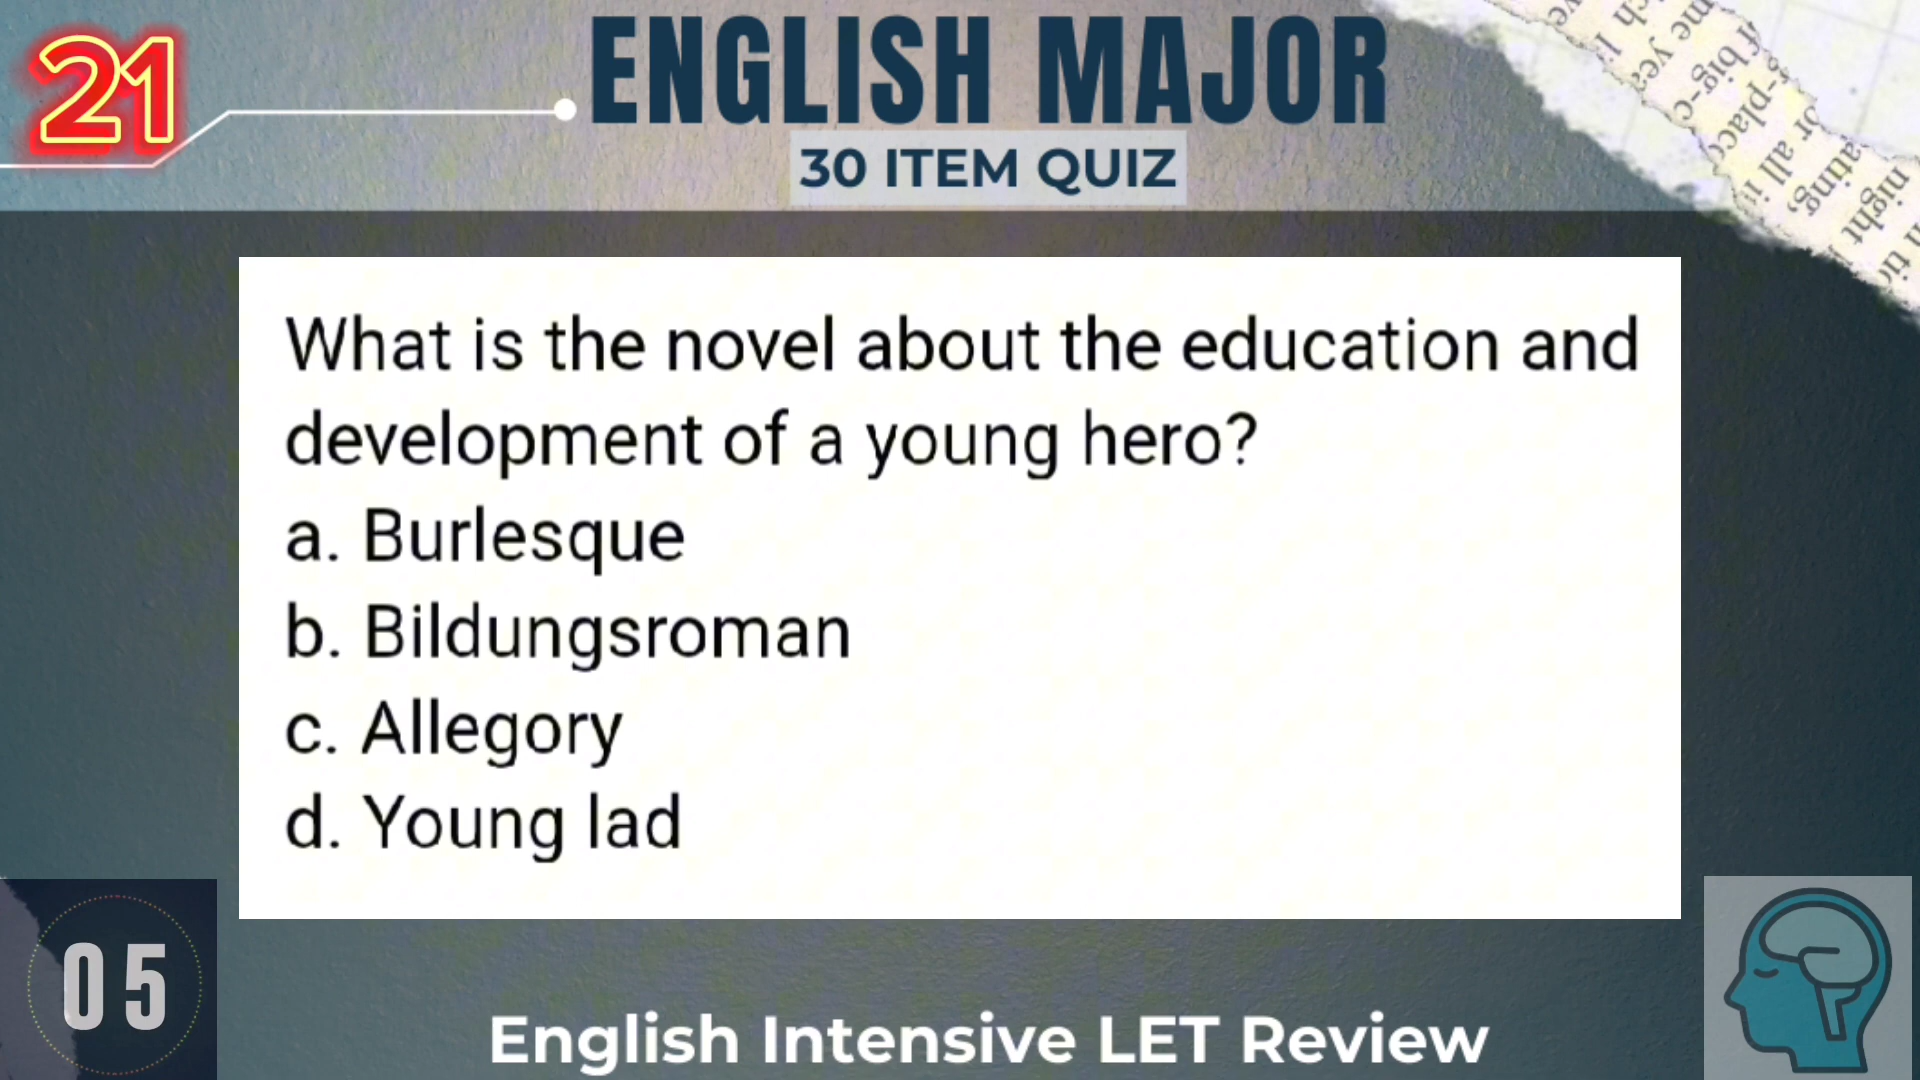 21
ENGLISH MAJOR
30 ITEM QUIZ
What is the novel about the education and
development of a young hero?
a. Burlesque
b. Bildungsroman
c. Allegory
d. Young lad
05
English Intensive LET Review